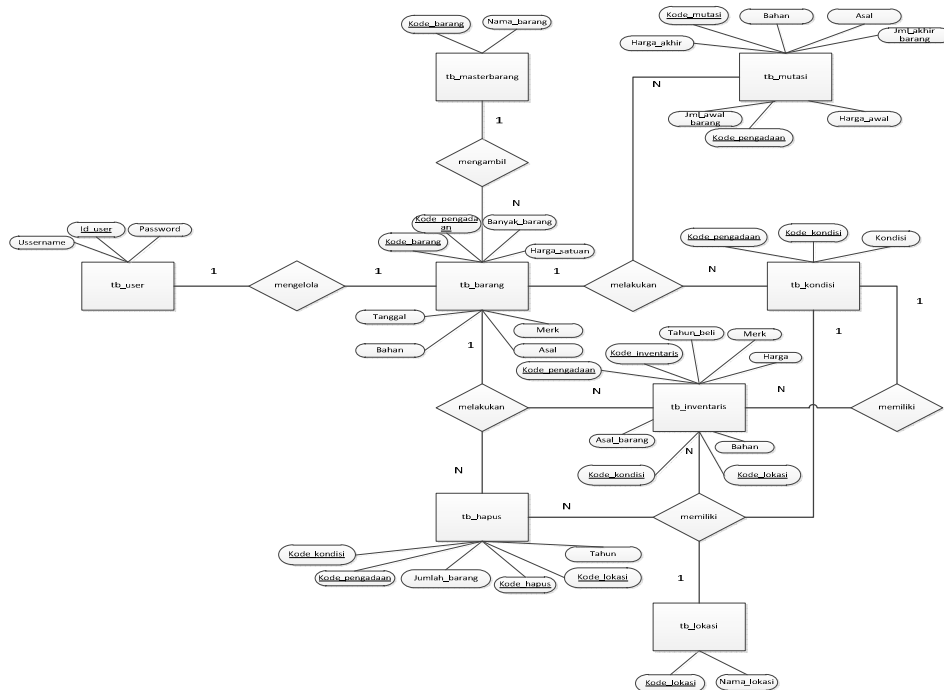 Kode_barang
Nama_barang
tb_masterbarang
1
mengambil
N
Kode_mutasi
Bahan
Asal
Harga_akhir
Jml_akhir
barang
tb_mutasi
N
Jml_awal
barang
Harga_awal
Kode_pengadaan
Ussername
Id_user
Password
tb_user
1
mengelola
1
Kode_pengada
an
Banyak_barang
Kode_barang
Harga_satuan
tb_barang
1
Tanggal
Merk
Bahan
Asal
1
melakukan
N
Kode_pengadaan
Kode_kondisi
Kondisi
tb_kondisi
1
1
Tahun_beli
Merk
Kode_inventaris
Harga
Kode_pengadaan
melakukan
N
tb_inventaris
N
memiliki
Asal_barang
Bahan
N
Kode_kondisi
Kode_lokasi
N
tb_hapus
N
memiliki
Kode_kondisi
Tahun
Kode_pengadaan
Jumlah_barang
Kode_hapus
Kode_lokasi
1
tb_lokasi
Kode_lokasi
Nama_lokasi